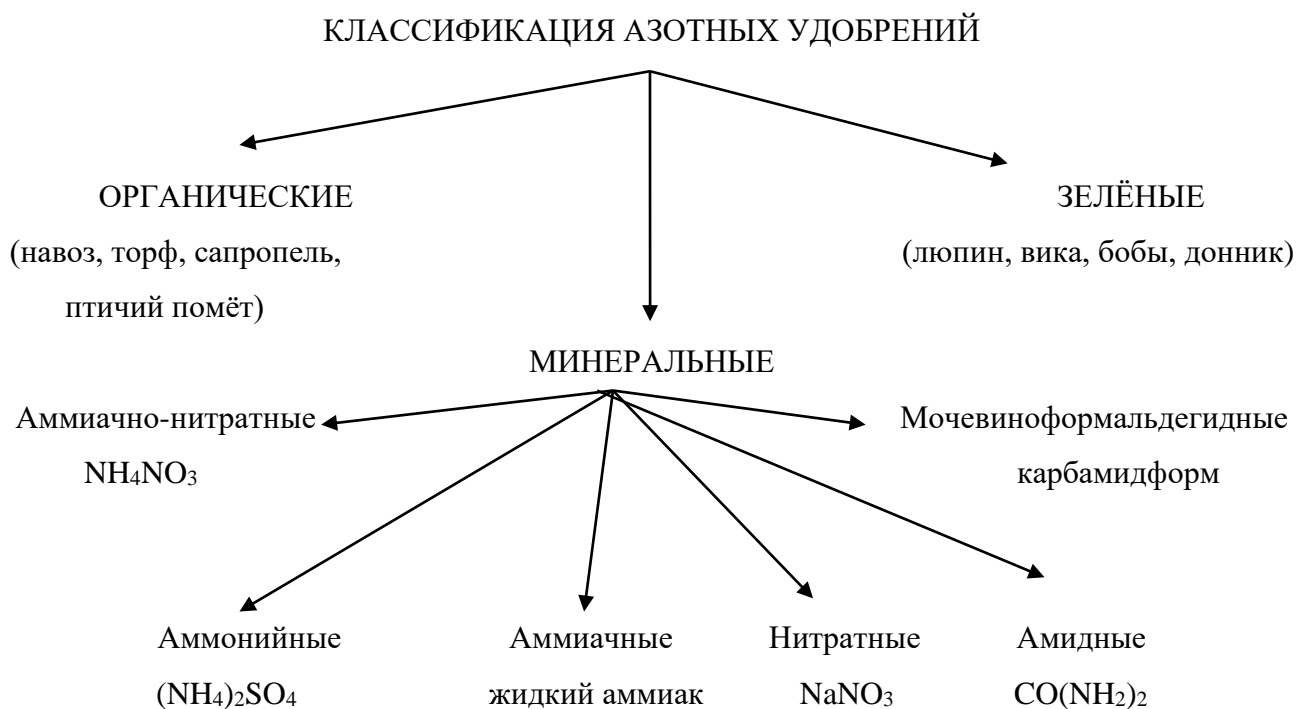 КЛАССИФИКАЦИЯ АЗОТНЫХ УДОБРЕНИЙ
ОРГАНИЧЕСКИЕ
(навоз, торф, сапропель,
птичий помёт)
ЗЕЛЁНЫЕ
(люпин, вика, бобы, донник)
МИНЕРАЛЬНЫЕ
Аммиачно-нитратные
NH₄NO₃
Мочевиноформальдегидные
карбамидформ
Аммонийные
(NH₄)₂SO₄
Аммиачные
жидкий аммиак
Нитратные
NaNO₃
Амидные
CO(NH₂)₂